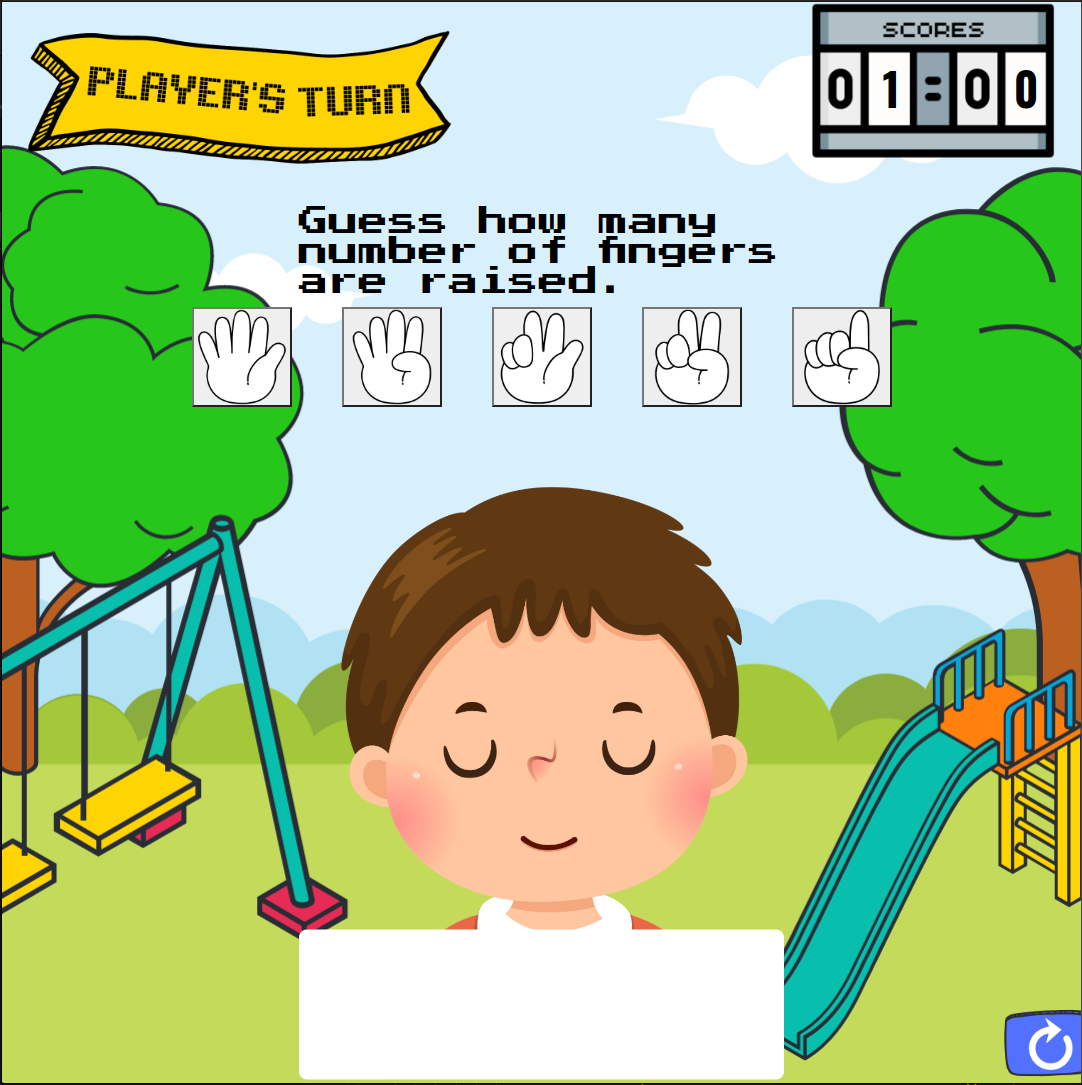 PLAYER'S TURN
SCORES
01:00
Guess how many
number of fingers
are raised.